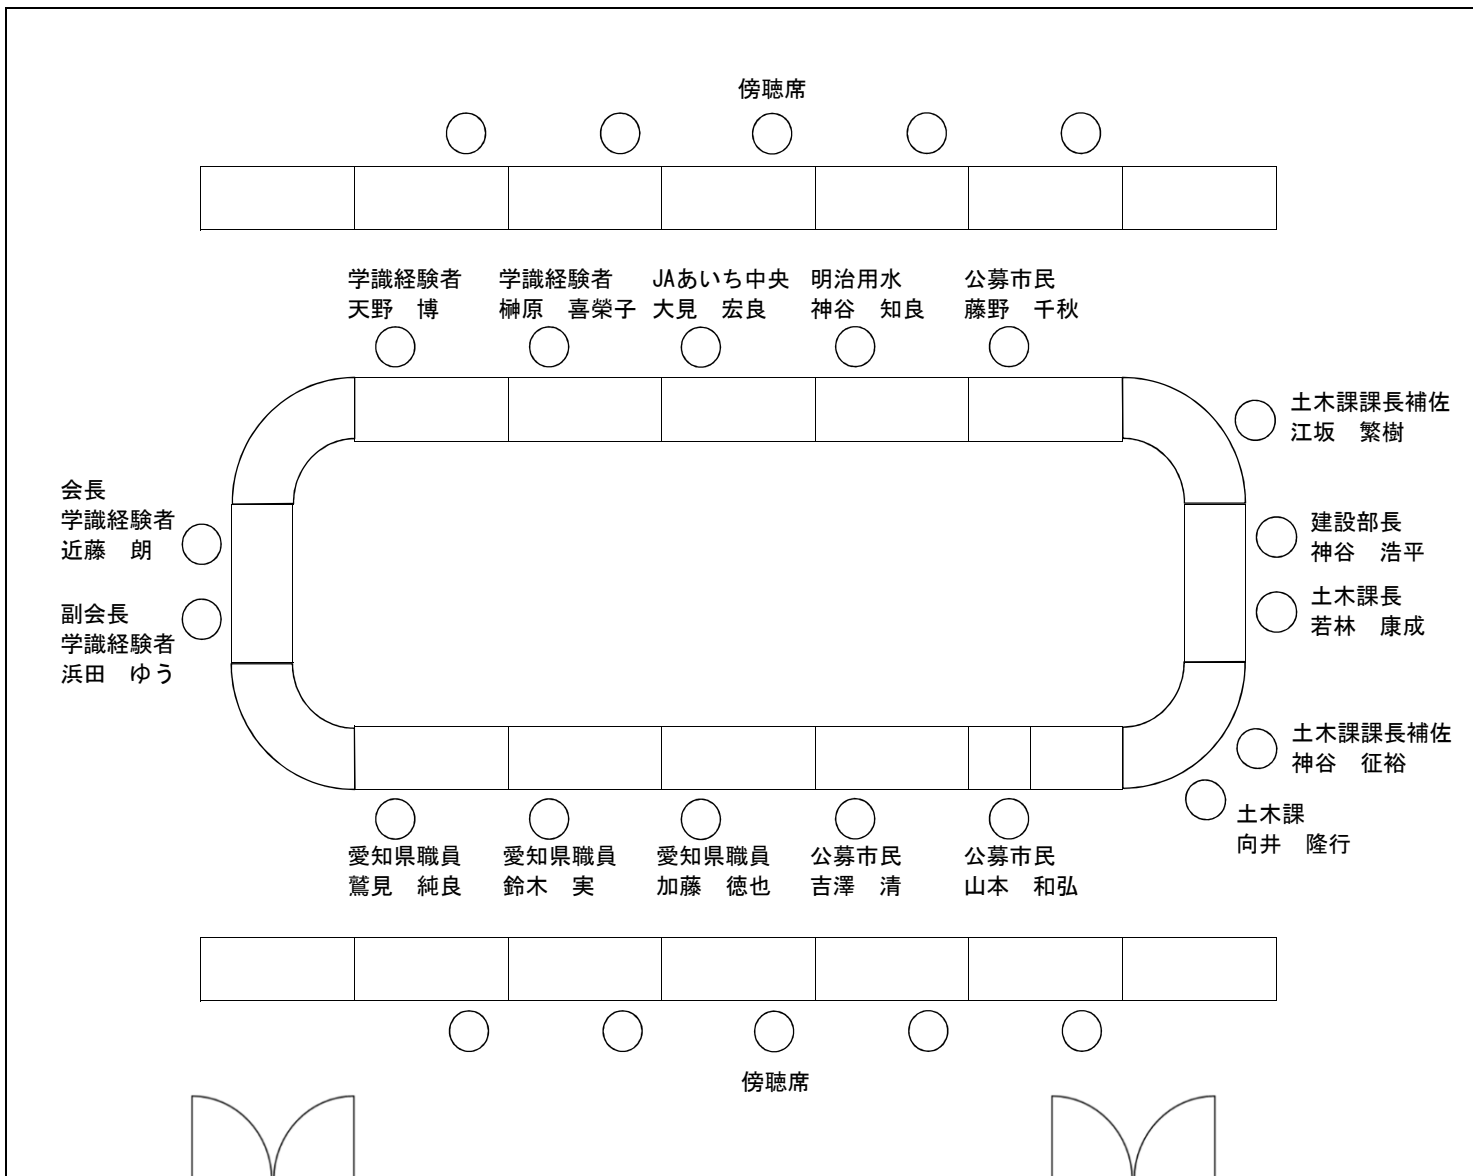 傍聴席
学識経験者
天野　博
学識経験者
榊原　喜榮子
JAあいち中央
大見　宏良
明治用水
神谷　知良
公募市民
藤野　千秋
土木課課長補佐
江坂　繁樹
会長
学識経験者
近藤　朗
建設部長
神谷　浩平
副会長
学識経験者
浜田　ゆう
土木課長
若林　康成
土木課課長補佐
神谷　征裕
土木課
向井　隆行
愛知県職員
鷲見　純良
愛知県職員
鈴木　実
愛知県職員
加藤　徳也
公募市民
吉澤　清
公募市民
山本　和弘
傍聴席